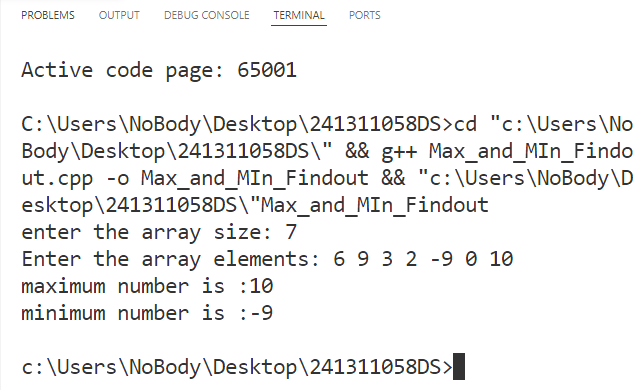 PROBLEMS OUTPUT DEBUG CONSOLE TERMINAL PORTS
Active code page: 65001
C:\Users\NoBody\Desktop\241311058DS>cd "c:\Users\No
Body\Desktop\241311058DS\" && g++ Max_and_MIn_Findo
ut.cpp -o Max_and_MIn_Findout && "c:\Users\NoBody\D
esktop\241311058DS\"Max_and_MIn_Findout
enter the array size: 7
Enter the array elements: 6 9 3 2 -9 0 10
maximum number is :10
minimum number is :-9
c:\Users\NoBody\Desktop\241311058DS>